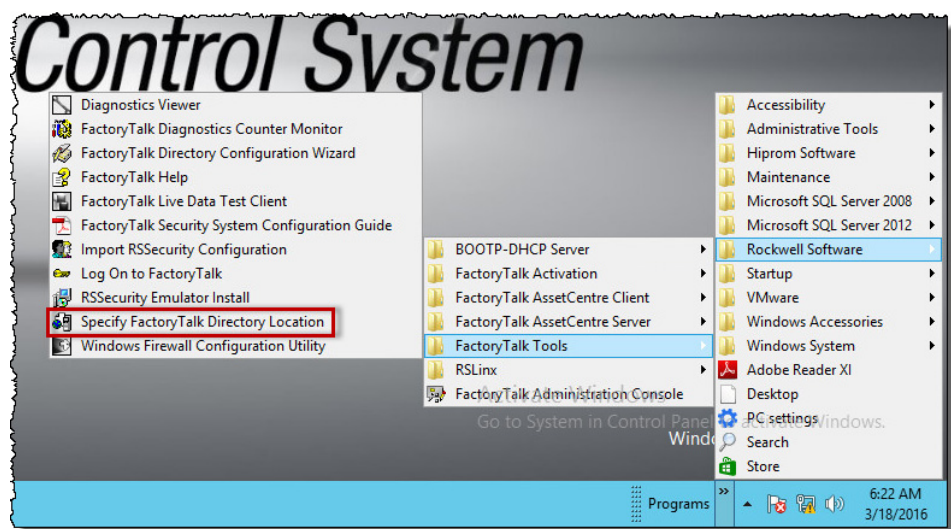 Control System
Diagnostics Viewer
FactoryTalk Diagnostics Counter Monitor
FactoryTalk Directory Configuration Wizard
FactoryTalk Help
FactoryTalk Live Data Test Client
FactoryTalk Security System Configuration Guide
Import RSSecurity Configuration
Log On to FactoryTalk
RSSecurity Emulator Install
Specify FactoryTalk Directory Location
Windows Firewall Configuration Utility
BOOTP-DHCP Server
FactoryTalk Activation
FactoryTalk AssetCentre Client
FactoryTalk AssetCentre Server
FactoryTalk Tools
RSLinx
FactoryTalk Administration Console
Accessibility
Administrative Tools
Hiprom Software
Maintenance
Microsoft SQL Server 2008
Microsoft SQL Server 2012
Rockwell Software
Startup
VMware
Windows Accessories
Windows System
Adobe Reader XI
Desktop
PC settings
Search
Store
Activate Windows
Go to System in Control Panel to activate Windows.
Windo
Programs
6:22 AM
3/18/2016